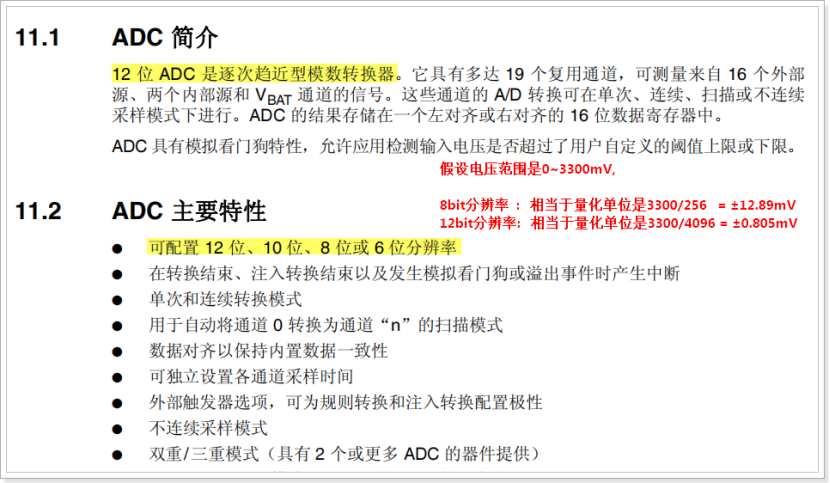 11.1 ADC 简介
12 位 ADC 是逐次趋近型模数转换器。它具有多达 19 个复用通道，可测量来自 16 个外部
源、两个内部源和 VBAT 通道的信号。这些通道的 A/D 转换可在单次、连续、扫描或不连续
采样模式下进行。ADC 的结果存储在一个左对齐或右对齐的 16 位数据寄存器中。
ADC 具有模拟看门狗特性，允许应用检测输入电压是否超过了用户自定义的阈值上限或下限。
假设电压范围是0~3300mV,
8bit分辨率 ： 相当于量化单位是3300/256 = ±12.89mV
12bit分辨率: 相当于量化单位是3300/4096 = ±0.805mV
11.2 ADC 主要特性
● 可配置 12 位、10 位、8 位或 6 位分辨率
● 在转换结束、注入转换结束以及发生模拟看门狗或溢出事件时产生中断
● 单次和连续转换模式
● 用于自动将通道 0 转换为通道“n”的扫描模式
● 数据对齐以保持内置数据一致性
● 可独立设置各通道采样时间
● 外部触发器选项，可为规则转换和注入转换配置极性
● 不连续采样模式
● 双重/三重模式（具有 2 个或更多 ADC 的器件提供）